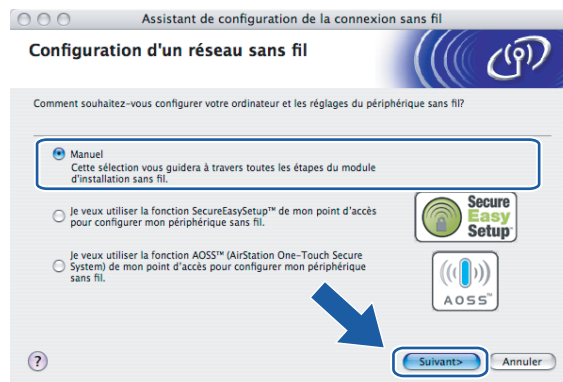 Assistant de configuration de la connexion sans fil
Configuration d'un réseau sans fil
Comment souhaitez-vous configurer votre ordinateur et les réglages du périphérique sans fil?
Manuel
Cette sélection vous guidera à travers toutes les étapes du module
d'installation sans fil.
Je veux utiliser la fonction SecureEasySetup™ de mon point d'accès
pour configurer mon périphérique sans fil.
Secure
Easy
Setup
Je veux utiliser la fonction AOSS™ (AirStation One-Touch Secure
System) de mon point d'accès pour configurer mon périphérique
sans fil.
AOSS™
?
Suivant>
Annuler